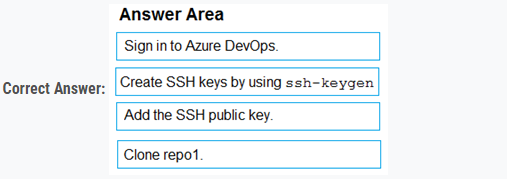 Answer Area
Sign in to Azure DevOps.
Correct Answer:
Create SSH keys by using ssh-keygen
Add the SSH public key.
Clone repo1.